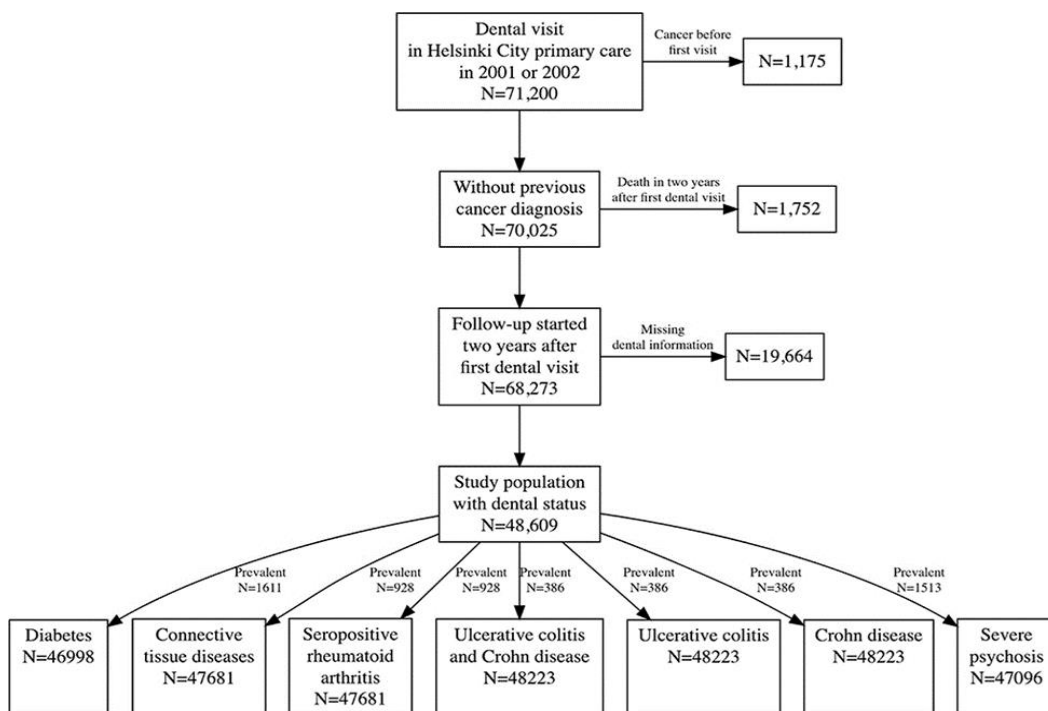 Dental visit
in Helsinki City primary care
in 2001 or 2002
N=71,200
Cancer before
first visit
N=1,175
Without previous
cancer diagnosis
N=70,025
Death in two years
after first dental visit
N=1,752
Follow-up started
two years after
first dental visit
N=68,273
Missing
dental information
N=19,664
Study population
with dental status
N=48,609
Prevalent
N=1611
Prevalent
N=928
Prevalent
N=928
Prevalent
N=386
Prevalent
N=386
Prevalent
N=386
Prevalent
N=1513
Diabetes
N=46998
Connective
tissue diseases
N=47681
Seropositive
rheumatoid
arthritis
N=47681
Ulcerative colitis
and Crohn disease
N=48223
Ulcerative colitis
N=48223
Crohn disease
N=48223
Severe
psychosis
N=47096